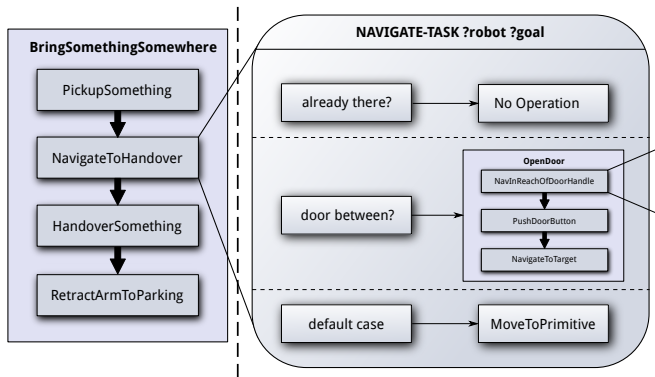 BringSomethingSomewhere
PickupSomething
NavigateToHandover
HandoverSomething
RetractArmToParking
NAVIGATE-TASK ?robot ?goal
already there?
No Operation
door between?
OpenDoor
NavInReachOfDoorHandle
PushDoorButton
NavigateToTarget
default case
MoveToPrimitive